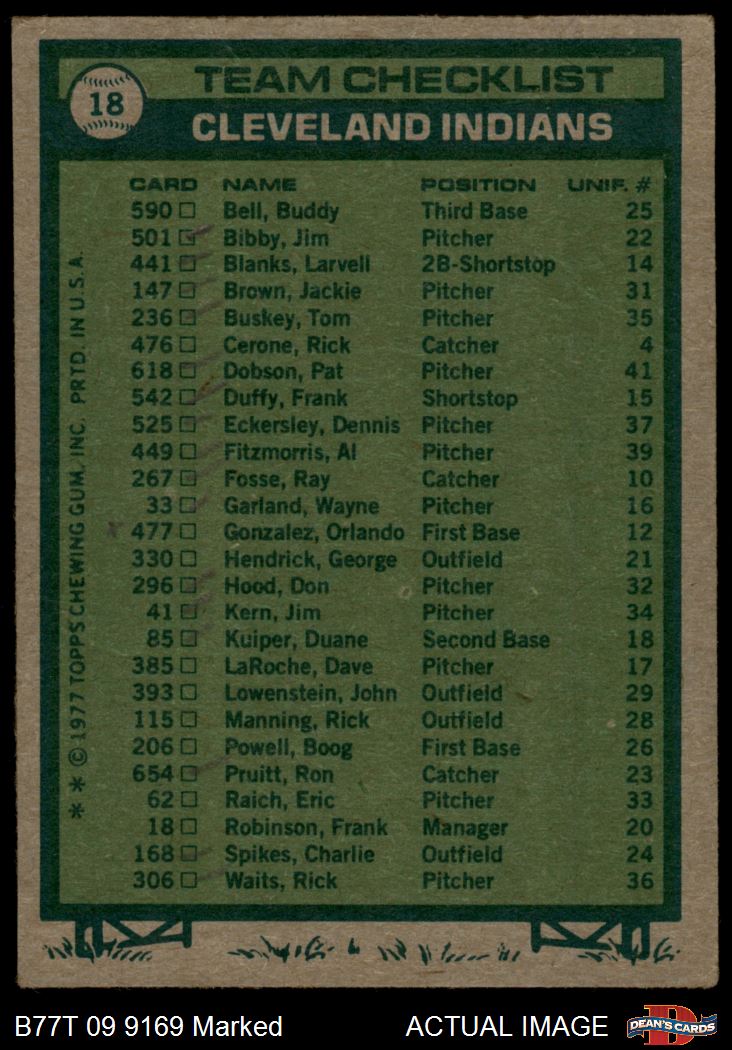 18
TEAM CHECKLIST
CLEVELAND INDIANS
CARD NAME POSITION UNIF. #
590 □ Bell, Buddy Third Base 25
501 □ Bibby, Jim Pitcher 22
441 □ Blanks, Larvell 2B-Shortstop 14
147 □ Brown, Jackie Pitcher 31
236 □ Buskey, Tom Pitcher 35
476 □ Cerone, Rick Catcher 4
618 □ Dobson, Pat Pitcher 41
542 □ Duffy, Frank Shortstop 15
525 □ Eckersley, Dennis Pitcher 37
449 □ Fitzmorris, Al Pitcher 39
267 □ Fosse, Ray Catcher 10
33 □ Garland, Wayne Pitcher 16
477 □ Gonzalez, Orlando First Base 12
330 □ Hendrick, George Outfield 21
296 □ Hood, Don Pitcher 32
41 □ Kern, Jim Pitcher 34
85 □ Kuiper, Duane Second Base 18
385 □ LaRoche, Dave Pitcher 17
393 □ Lowenstein, John Outfield 29
115 □ Manning, Rick Outfield 28
206 □ Powell, Boog First Base 26
654 □ Pruitt, Ron Catcher 23
62 □ Raich, Eric Pitcher 33
18 □ Robinson, Frank Manager 20
168 □ Spikes, Charlie Outfield 24
306 □ Waits, Rick Pitcher 36
* * © 1977 TOPPS CHEWING GUM, INC. PRTD. IN U.S.A.
B77T 09 9169 Marked ACTUAL IMAGE
D
DEAN'S CARDS